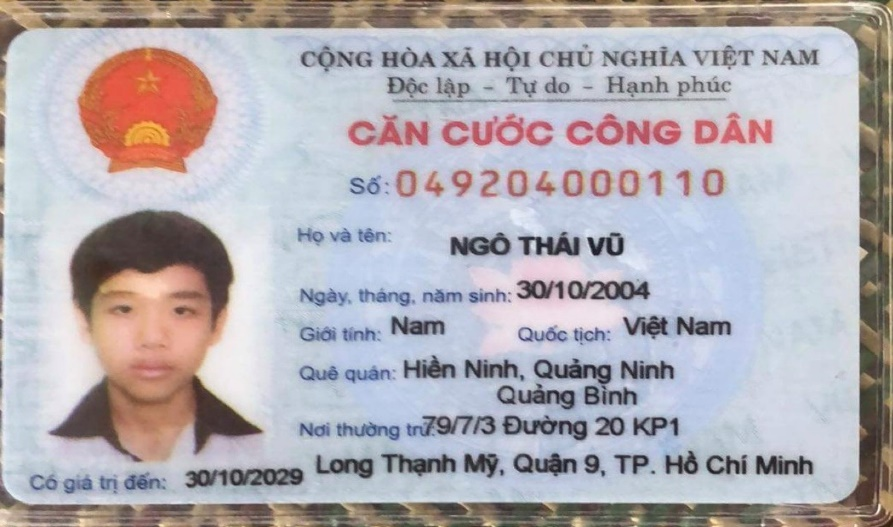 CỘNG HÒA XÃ HỘI CHỦ NGHĨA VIỆT NAM
Độc lập - Tự do - Hạnh phúc
CĂN CƯỚC CÔNG DÂN
Số: 049204000110
Họ và tên: NGÔ THÁI VŨ
Ngày, tháng, năm sinh: 30/10/2004
Giới tính: Nam Quốc tịch: Việt Nam
Quê quán: Hiền Ninh, Quảng Ninh
Quảng Bình
Nơi thường trú: 79/7/3 Đường 20 KP1
Long Thạnh Mỹ, Quận 9, TP. Hồ Chí Minh
Có giá trị đến: 30/10/2029